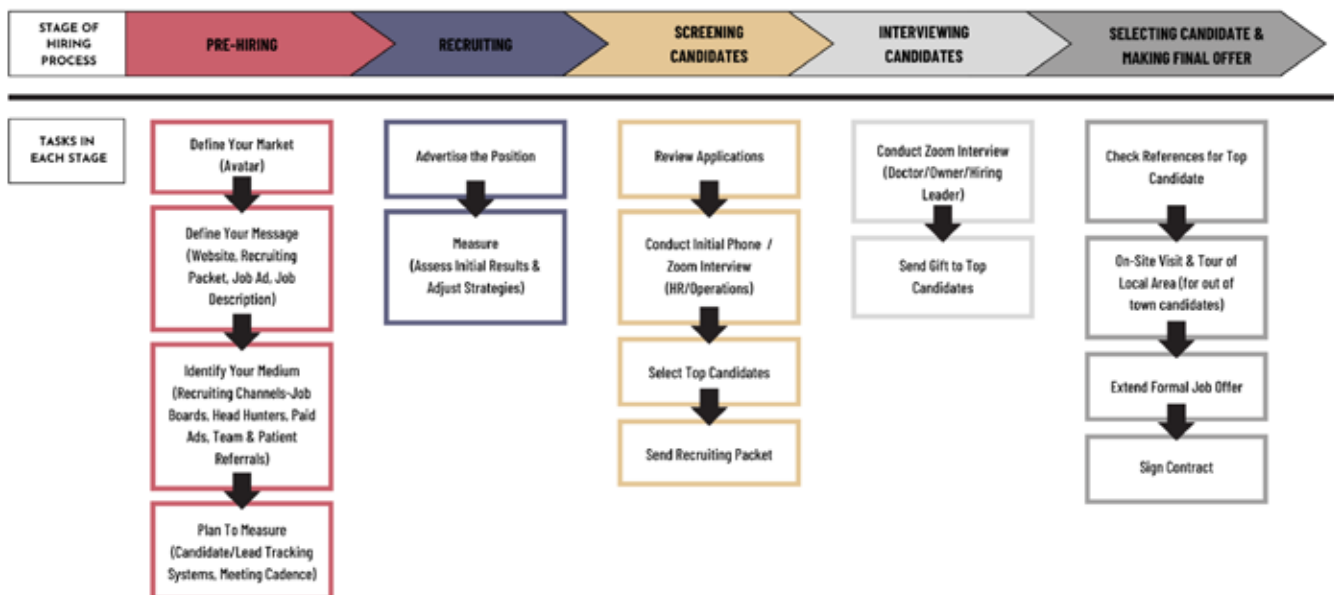 STAGE OF
HIRING
PROCESS
PRE-HIRING
RECRUITING
SCREENING
CANDIDATES
INTERVIEWING
CANDIDATES
SELECTING CANDIDATE &
MAKING FINAL OFFER
TASKS IN
EACH STAGE
Define Your Market
(Avatar)
Define Your Message
(Website, Recruiting
Packet, Job Ad, Job
Description)
Identify Your Medium
(Recruiting Channels-Job
Boards, Head Hunters, Paid
Ads, Team & Patient
Referrals)
Plan To Measure
(Candidate/Lead Tracking
Systems, Meeting Cadence)
Advertise the Position
Measure
(Assess Initial Results &
Adjust Strategies)
Review Applications
Conduct Initial Phone /
Zoom Interview
(HR/Operations)
Select Top Candidates
Send Recruiting Packet
Conduct Zoom Interview
(Doctor/Owner/Hiring
Leader)
Send Gift to Top
Candidates
Check References for Top
Candidate
On-Site Visit & Tour of
Local Area (for out of
town candidates)
Extend Formal Job Offer
Sign Contract